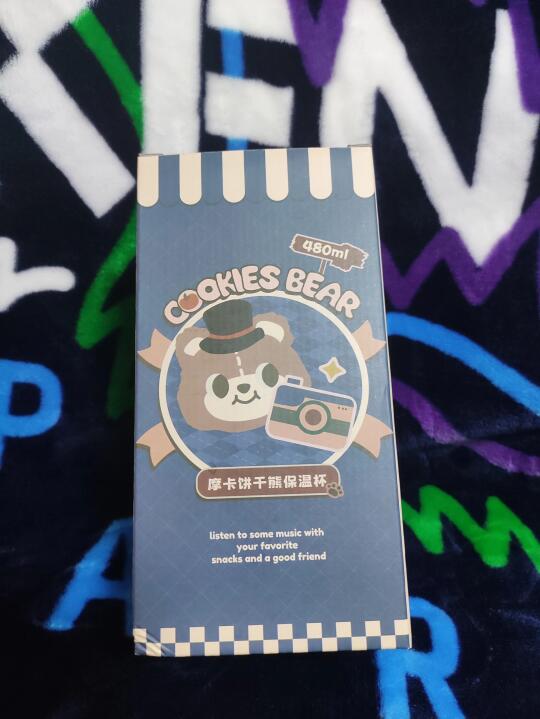 480ml
COOKIES BEAR
摩卡饼干熊保温杯
listen to some music with
your favorite
snacks and a good friend